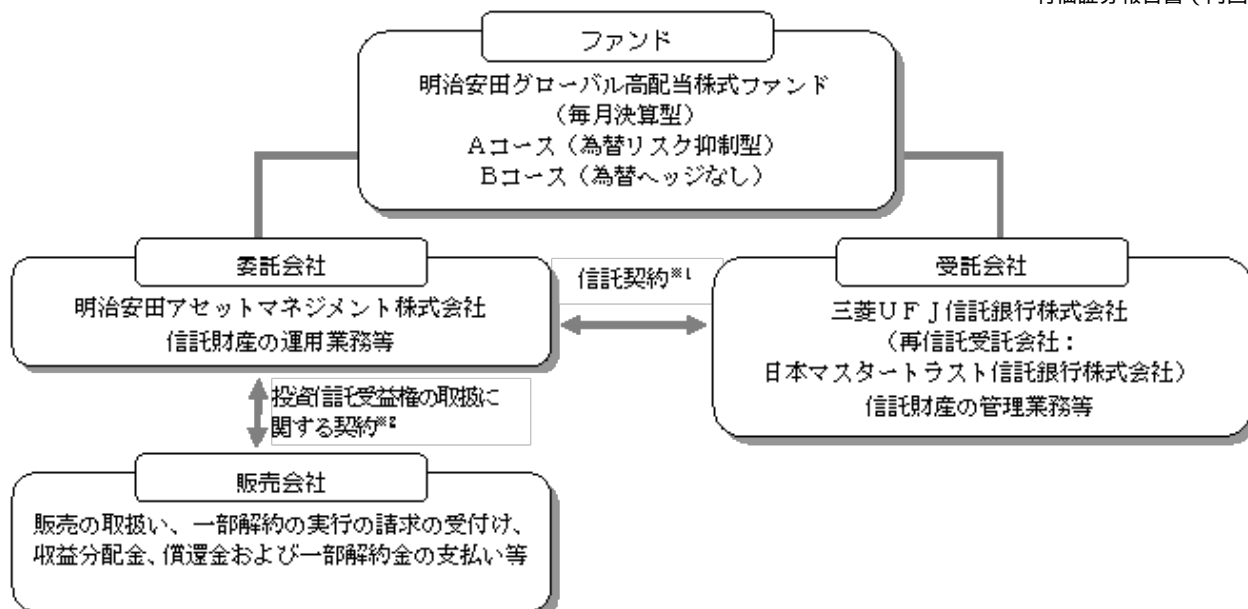 ファンド
明治安田グローバル高配当株式ファンド
（毎月決算型）
Ａコース（為替リスク抑制型）
Ｂコース（為替ヘッジなし）
委託会社
明治安田アセットマネジメント株式会社
信託財産の運用業務等
信託契約※1
受託会社
三菱ＵＦＪ信託銀行株式会社
（再信託受託会社：
日本マスタートラスト信託銀行株式会社）
信託財産の管理業務等
投資信託受益権の取扱に
関する契約※2
販売会社
販売の取扱い、一部解約の実行の請求の受付け、
収益分配金、償還金および一部解約金の支払い等